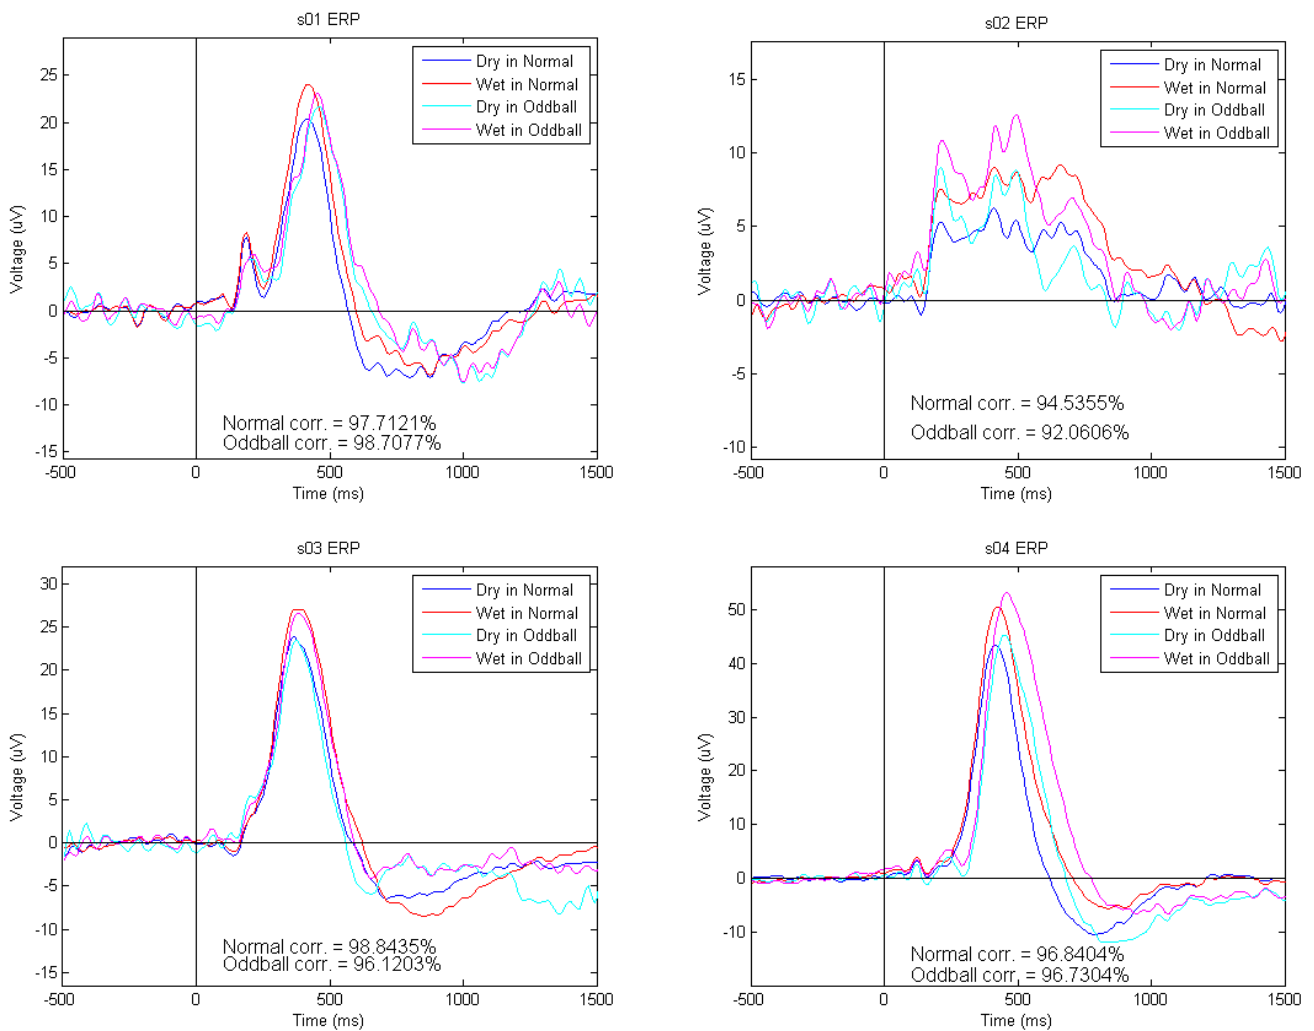 s01 ERP
25
20
15
10
5
0
-5
-10
-15
Voltage (uV)
Dry in Normal
Wet in Normal
Dry in Oddball
Wet in Oddball
Normal corr. = 97.7121%
Oddball corr. = 98.7077%
-500 0 500 1000 1500
Time (ms)
s02 ERP
15
10
5
0
-5
-10
Voltage (uV)
Dry in Normal
Wet in Normal
Dry in Oddball
Wet in Oddball
Normal corr. = 94.5355%
Oddball corr. = 92.0606%
-500 0 500 1000 1500
Time (ms)
s03 ERP
30
25
20
15
10
5
0
-5
-10
-15
Voltage (uV)
Dry in Normal
Wet in Normal
Dry in Oddball
Wet in Oddball
Normal corr. = 98.8435%
Oddball corr. = 96.1203%
-500 0 500 1000 1500
Time (ms)
s04 ERP
50
40
30
20
10
0
-10
Voltage (uV)
Dry in Normal
Wet in Normal
Dry in Oddball
Wet in Oddball
Normal corr. = 96.8404%
Oddball corr. = 96.7304%
-500 0 500 1000 1500
Time (ms)